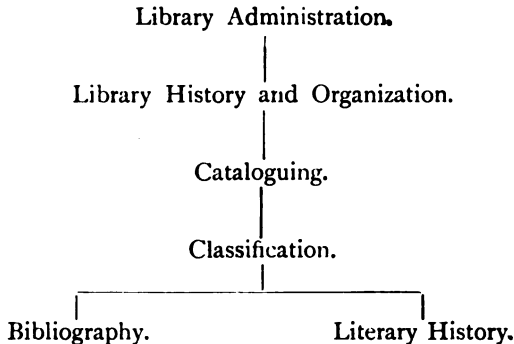 Library Administration.
Library History and Organization.
Cataloguing.
Classification.
Bibliography. Literary History.